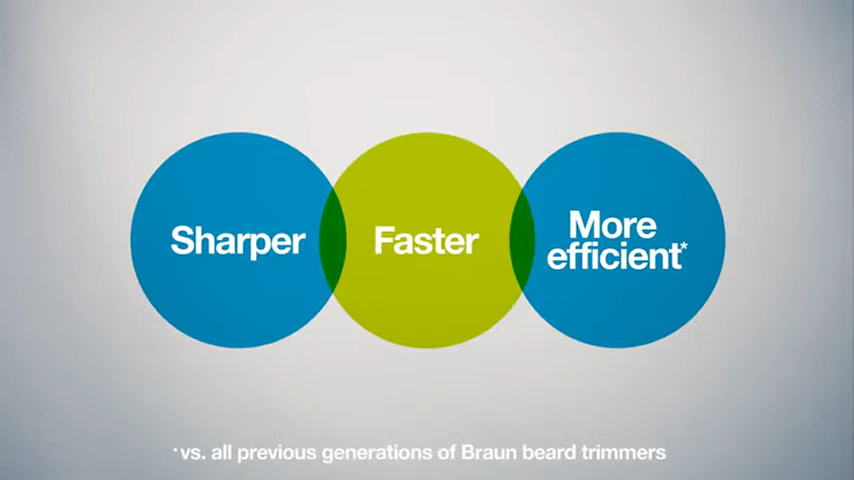 Sharper
Faster
More
efficient*
*vs. all previous generations of Braun beard trimmers